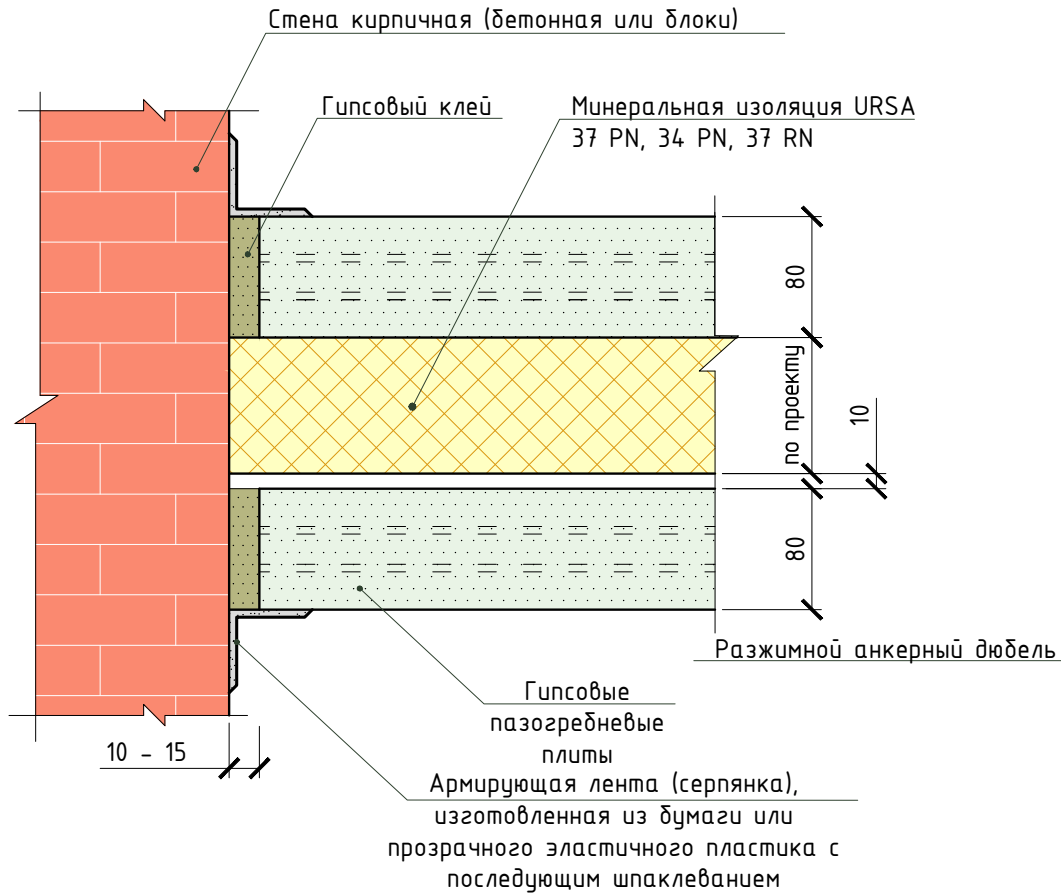 Стена кирпичная (бетонная или блоки)
Гипсовый клей
Минеральная изоляция URSA
37 PN, 34 PN, 37 RN
80
по проекту
10
80
Разжимной анкерный дюбель
Гипсовые
пазогребневые
плиты
10 – 15
Армирующая лента (серпянка),
изготовленная из бумаги или
прозрачного эластичного пластика с
последующим шпаклеванием